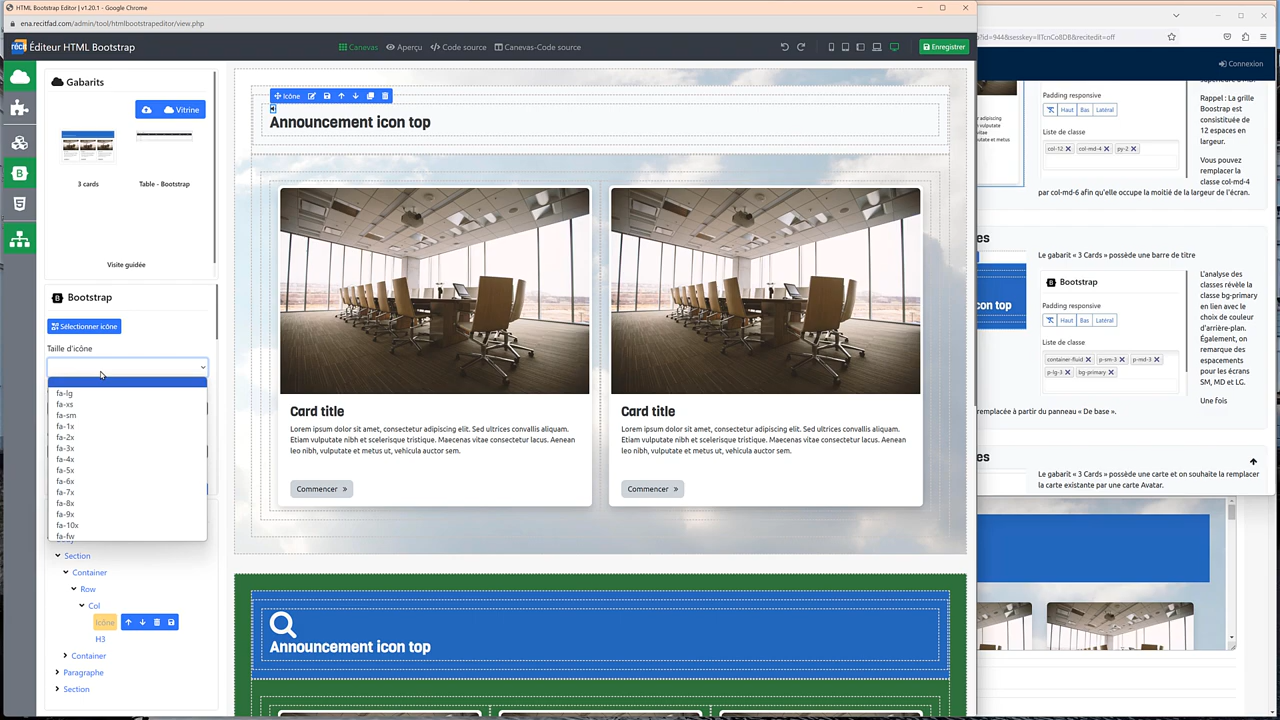 HTML Bootstrap Editor | v1.20.1 - Google Chrome
ena.recitfad.com/admin/tool/htmlbootstrapeditor/view.php
récit Éditeur HTML Bootstrap
Canevas
Aperçu
Code source
Canevas-Code source
Enregistrer
Gabarits
Vitrine
3 cards
Table - Bootstrap
Visite guidée
Bootstrap
Sélectionner icône
Taille d'icône
fa-lg
fa-xs
fa-sm
fa-1x
fa-2x
fa-3x
fa-4x
fa-5x
fa-6x
fa-7x
fa-8x
fa-9x
fa-10x
fa-fw
Section
Container
Row
Col
Icône
H3
Container
Paragraphe
Section
Icône
Announcement icon top
Card title
Lorem ipsum dolor sit amet, consectetur adipiscing elit. Sed ultrices convallis aliquam.
Etiam vulputate nibh et scelerisque tristique. Maecenas vitae consectetur lacus. Aenean
leo nibh, vulputate et metus ut, vehicula auctor sem.
Commencer »
Card title
Lorem ipsum dolor sit amet, consectetur adipiscing elit. Sed ultrices convallis aliquam.
Etiam vulputate nibh et scelerisque tristique. Maecenas vitae consectetur lacus. Aenean
leo nibh, vulputate et metus ut, vehicula auctor sem.
Commencer »
Announcement icon top
?id=944&sesskey=8TcnCo8DB&recitedit=off
Connexion
Padding responsive
Haut Bas Latéral
Liste de classe
col-12 × col-md-4 × py-2 ×
Rappel : La grille
Boostrap est
consistituée de
12 espaces en
largeur.
Vous pouvez
remplacer la
classe col-md-4
par col-md-6 afin qu'elle occupe la moitié de la largeur de l'écran.
es
Le gabarit « 3 Cards » possède une barre de titre
Bootstrap
Padding responsive
Haut Bas Latéral
Liste de classe
container-fluid × p-sm-3 × p-md-3 ×
p-lg-3 × bg-primary ×
L'analyse des
classes révèle la
classe bg-primary
en lien avec le
choix de couleur
d'arrière-plan.
Également, on
remarque des
espacements
pour les écrans
SM, MD et LG.
Une fois
con top
remplacée à partir du panneau « De base ».
es
Le gabarit « 3 Cards » possède une carte et on souhaite la remplacer
la carte existante par une carte Avatar.